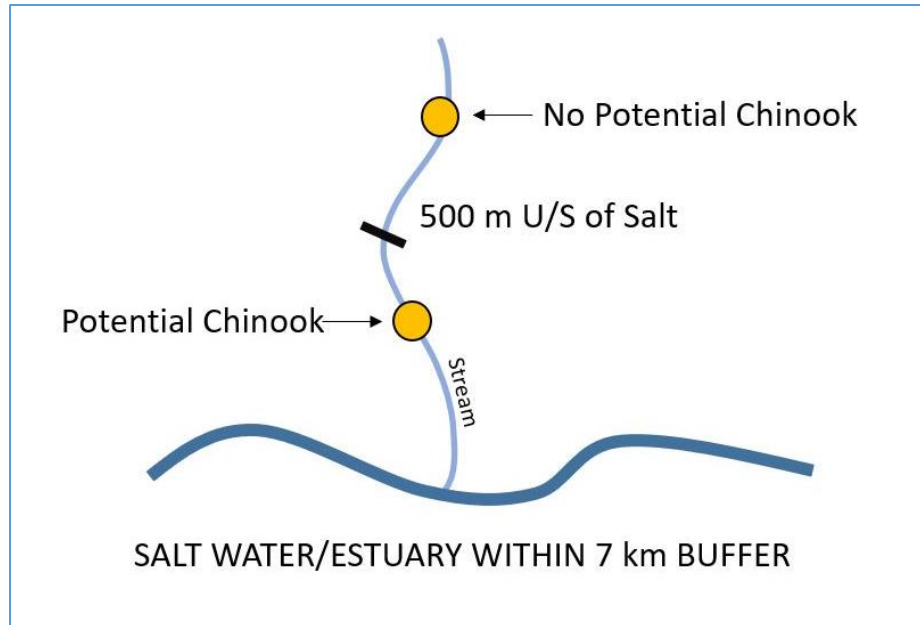 No Potential Chinook
500 m U/S of Salt
Potential Chinook
Stream
SALT WATER/ESTUARY WITHIN 7 km BUFFER